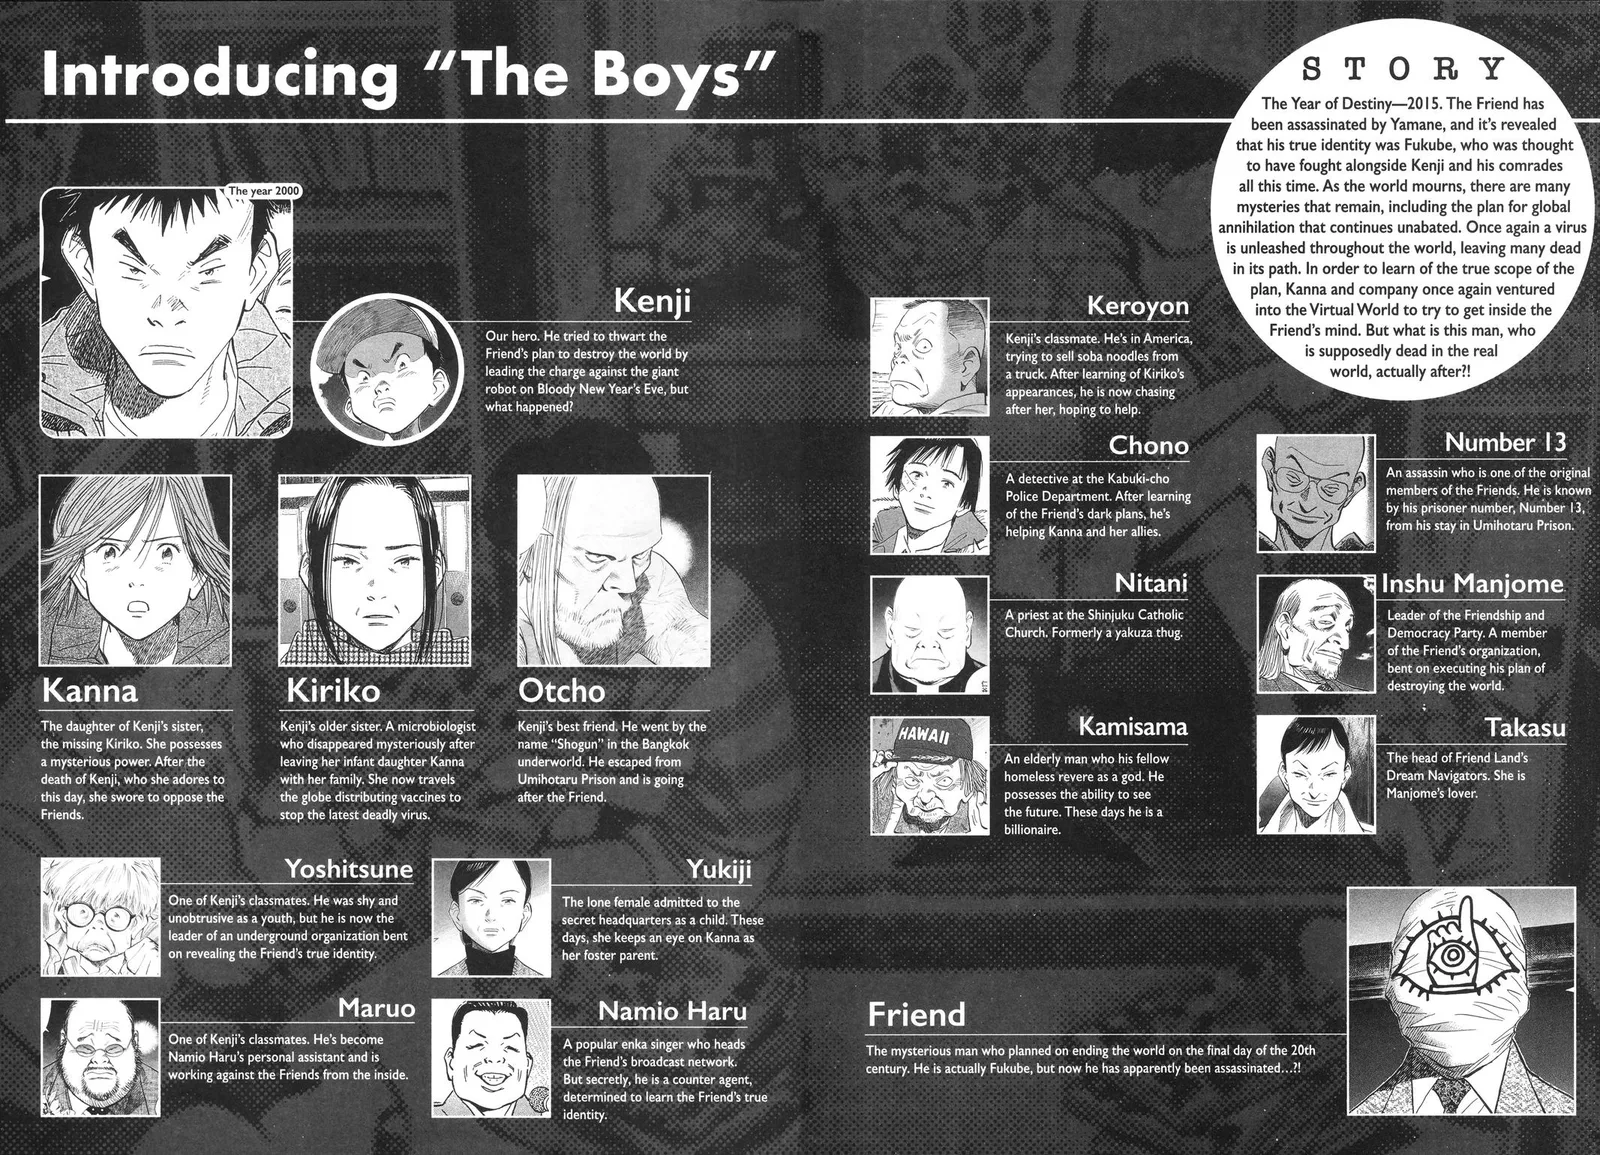 Introducing “The Boys”
The year 2000
Kenji
Our hero. He tried to thwart the
Friend’s plan to destroy the world by
leading the charge against the giant
robot on Bloody New Year’s Eve, but
what happened?
Kanna
The daughter of Kenji’s sister,
the missing Kiriko. She possesses
a mysterious power. After the
death of Kenji, who she adores to
this day, she swore to oppose the
Friends.
Kiriko
Kenji’s older sister. A microbiologist
who disappeared mysteriously after
leaving her infant daughter Kanna
with her family. She now travels
the globe distributing vaccines to
stop the latest deadly virus.
Otcho
Kenji’s best friend. He went by the
name “Shogun” in the Bangkok
underworld. He escaped from
Umihotaru Prison and is going
after the Friend.
Yoshitsune
One of Kenji’s classmates. He was shy and
unobtrusive as a youth, but he is now the
leader of an underground organization bent
on revealing the Friend’s true identity.
Yukiji
The lone female admitted to the
secret headquarters as a child. These
days, she keeps an eye on Kanna as
her foster parent.
Maruo
One of Kenji’s classmates. He’s become
Namio Haru’s personal assistant and is
working against the Friends from the inside.
Namio Haru
A popular enka singer who heads
the Friend’s broadcast network.
But secretly, he is a counter agent,
determined to learn the Friend’s true
identity.
STORY
The Year of Destiny—2015. The Friend has
been assassinated by Yamane, and it’s revealed
that his true identity was Fukube, who was thought
to have fought alongside Kenji and his comrades
all this time. As the world mourns, there are many
mysteries that remain, including the plan for global
annihilation that continues unabated. Once again a virus
is unleashed throughout the world, leaving many dead
in its path. In order to learn of the true scope of the
plan, Kanna and company once again ventured
into the Virtual World to try to get inside the
Friend’s mind. But what is this man, who
is supposedly dead in the real
world, actually after?!
Keroyon
Kenji’s classmate. He’s in America,
trying to sell soba noodles from
a truck. After learning of Kiriko’s
appearances, he is now chasing
after her, hoping to help.
Chono
A detective at the Kabuki-cho
Police Department. After learning
of the Friend’s dark plans, he’s
helping Kanna and her allies.
Nitani
A priest at the Shinjuku Catholic
Church. Formerly a yakuza thug.
Kamisama
HAWAII
An elderly man who his fellow
homeless revere as a god. He
possesses the ability to see
the future. These days he is a
billionaire.
Number 13
An assassin who is one of the original
members of the Friends. He is known
by his prisoner number, Number 13,
from his stay in Umihotaru Prison.
Inshu Manjome
Leader of the Friendship and
Democracy Party. A member
of the Friend’s organization,
bent on executing his plan of
destroying the world.
Takasu
The head of Friend Land’s
Dream Navigators. She is
Manjome’s lover.
Friend
The mysterious man who planned on ending the world on the final day of the 20th
century. He is actually Fukube, but now he has apparently been assassinated...?!